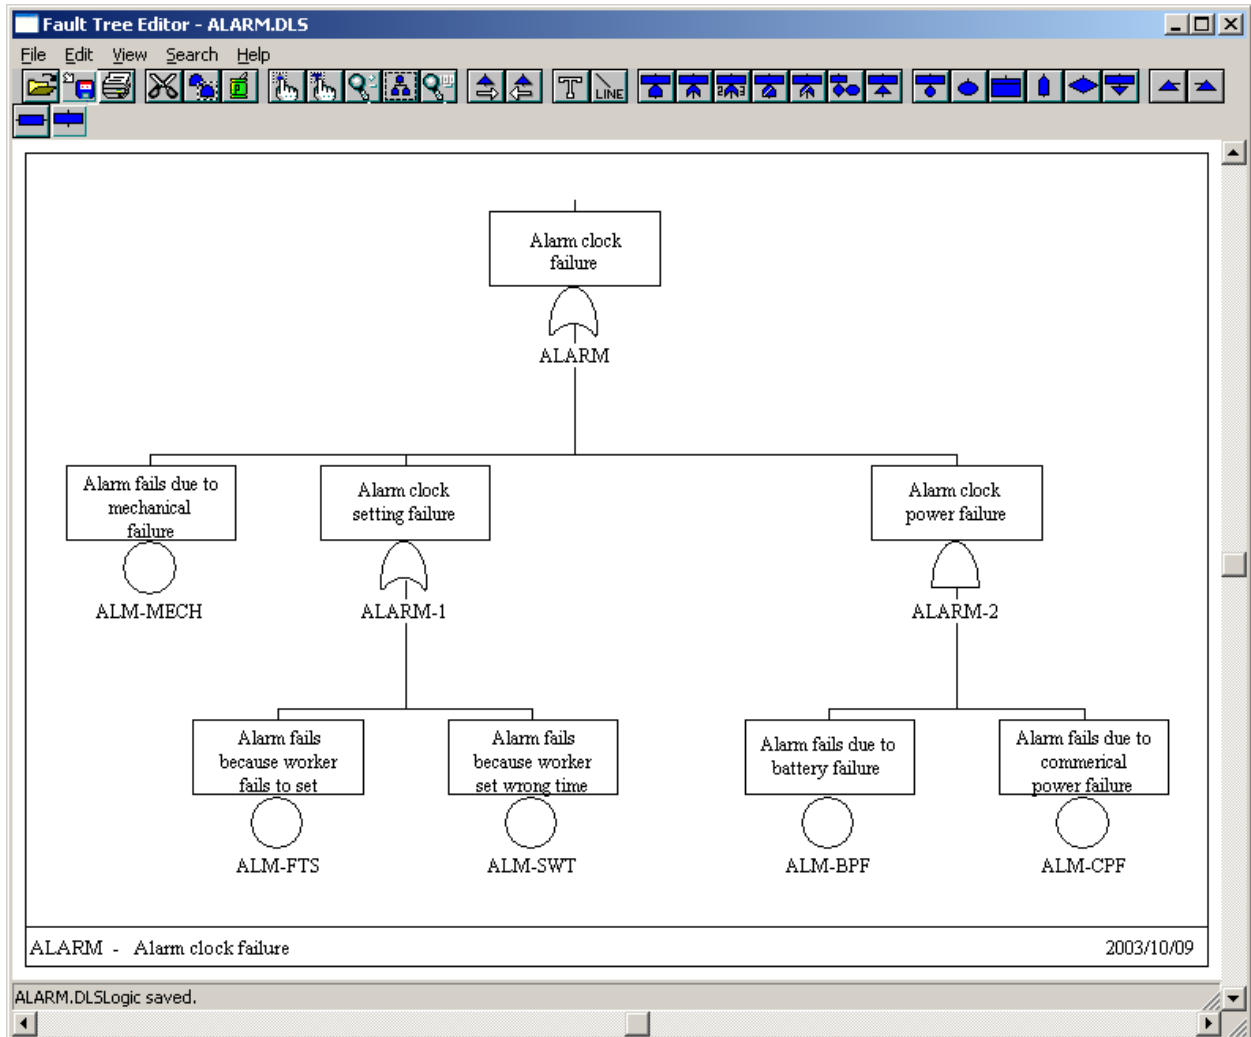 Fault Tree Editor - ALARM.DLS
File Edit View Search Help
T LINE 2/3
Alarm clock
failure
ALARM
Alarm fails due to
mechanical
failure
ALM-MECH
Alarm clock
setting failure
ALARM-1
Alarm clock
power failure
ALARM-2
Alarm fails
because worker
fails to set
ALM-FTS
Alarm fails
because worker
set wrong time
ALM-SWT
Alarm fails due to
battery failure
ALM-BPF
Alarm fails due to
commerical
power failure
ALM-CPF
ALARM - Alarm clock failure
2003/10/09
ALARM.DLSLogic saved.